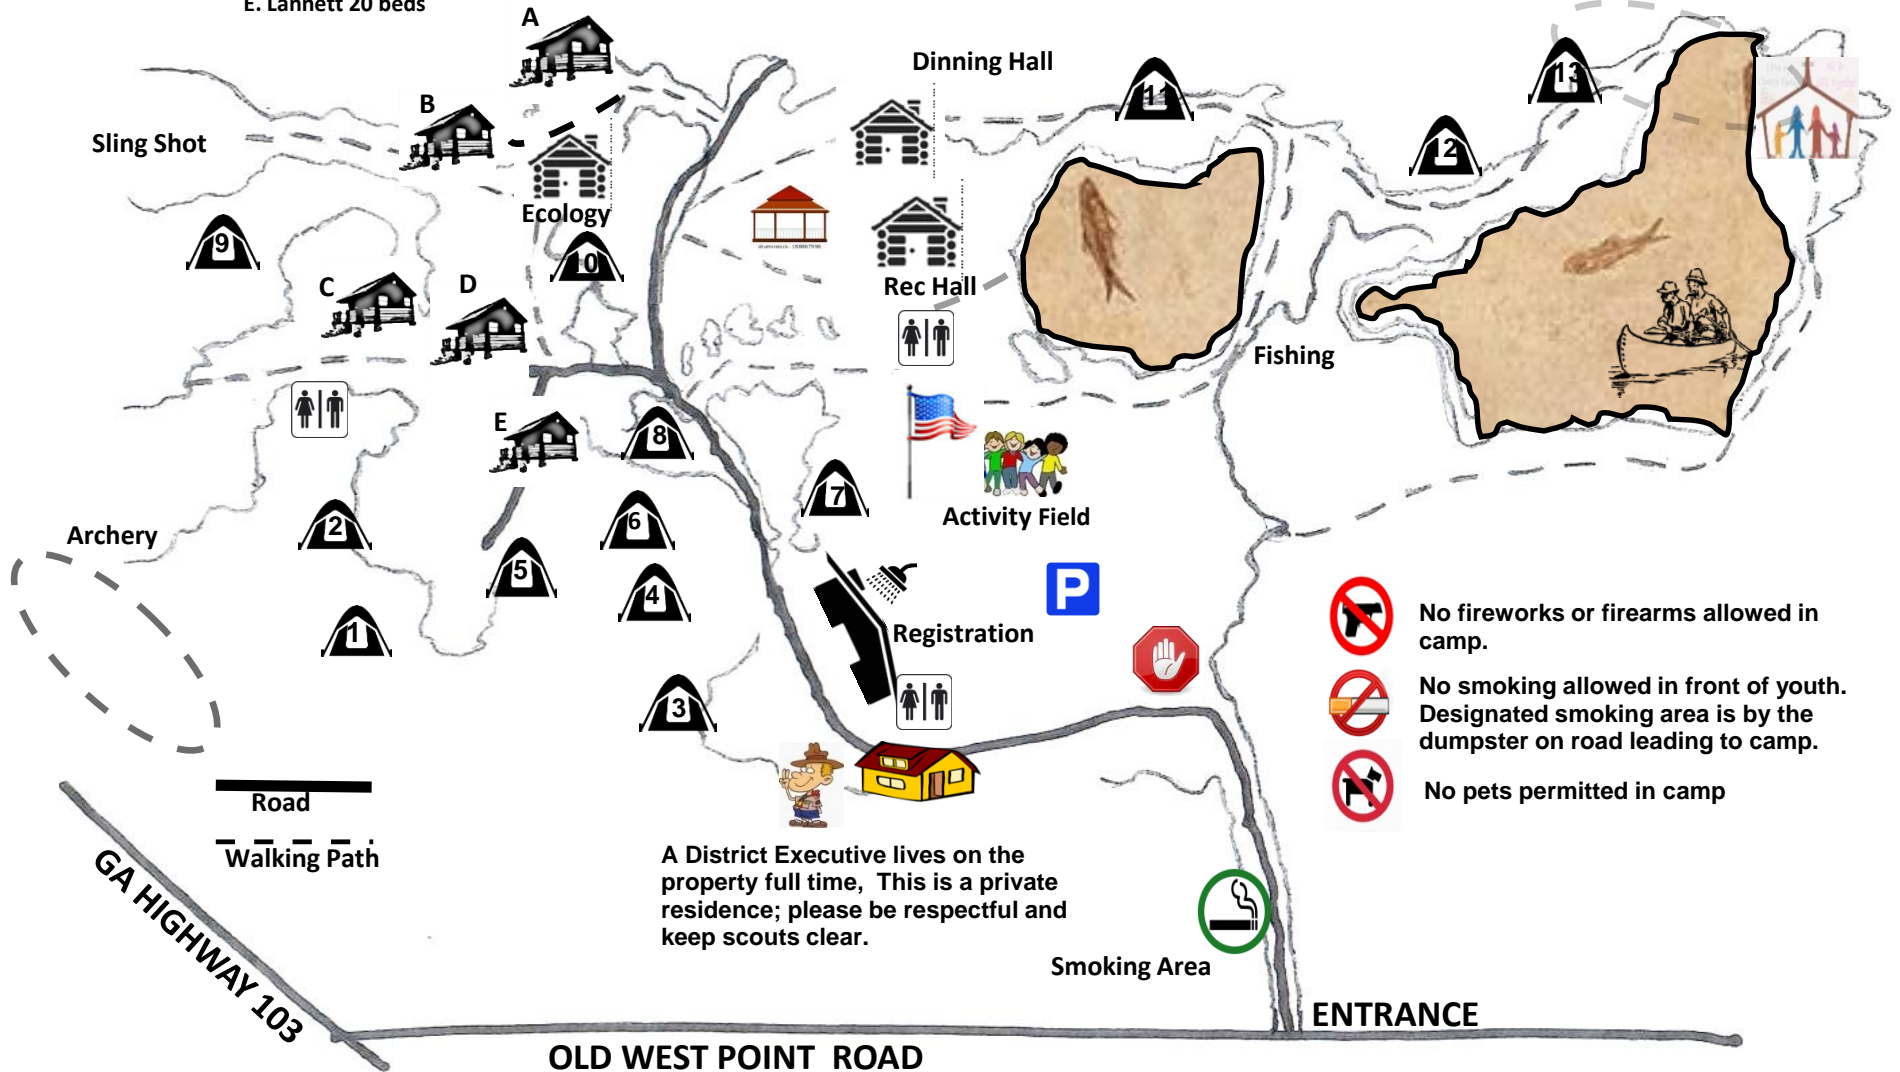 E. Lannett 20 beds
A
Dinning Hall
13
11
B
Sling Shot
12
Ecology
9
10
C
D
Rec Hall
Fishing
E
8
7
2
6
Activity Field
Archery
5
4
P
1
Registration
No fireworks or firearms allowed in
camp.
3
No smoking allowed in front of youth.
Designated smoking area is by the
dumpster on road leading to camp.
No pets permitted in camp
Road
Walking Path
A District Executive lives on the
property full time, This is a private
residence; please be respectful and
keep scouts clear.
GA HIGHWAY 103
Smoking Area
ENTRANCE
OLD WEST POINT ROAD